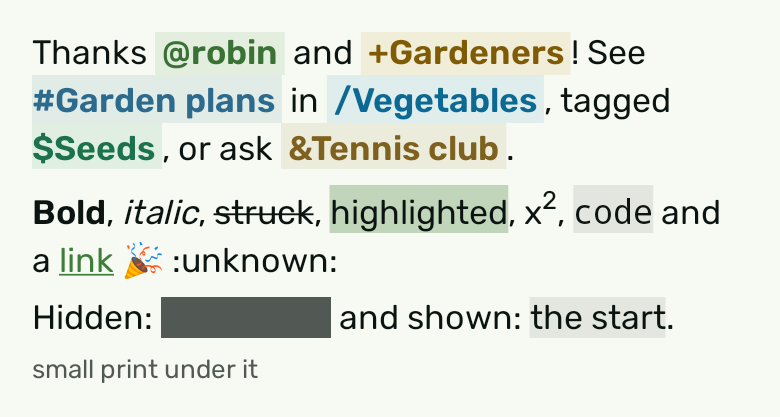 Thanks @robin and +Gardeners! See
#Garden plans in /Vegetables, tagged
$Seeds, or ask &Tennis club.
Bold, italic, struck, highlighted, x², code and
a link 🎉 :unknown:
Hidden: and shown: the start.
small print under it